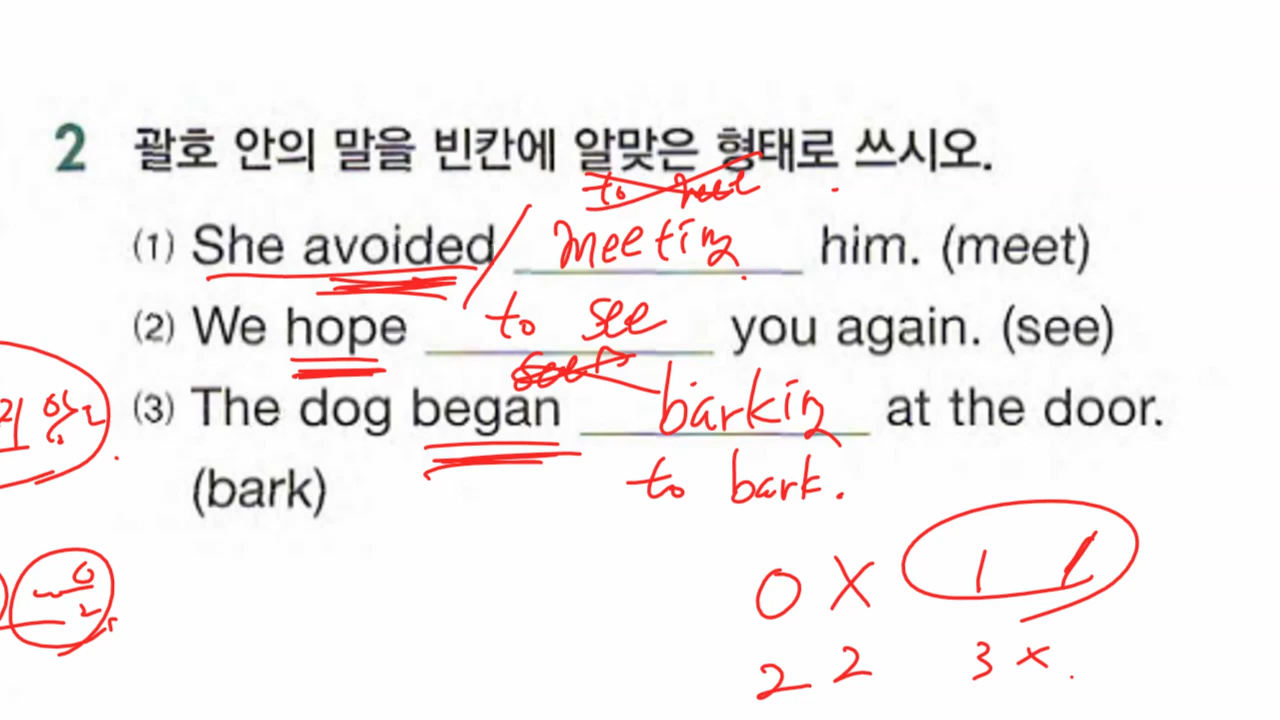 2 괄호 안의 말을 빈칸에 알맞은 형태로 쓰시오.
to meet
(1) She avoided / meeting him. (meet)
(2) We hope to see you again. (see)
(3) The dog began barking at the door.
(bark) to bark.
O X 1 1
2 2 3 ×.